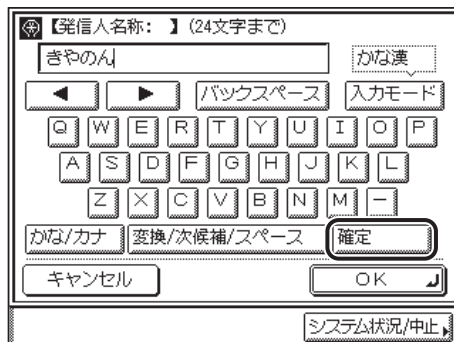 【発信人名称: 】(24文字まで)
きやのん
かな漢
◀ ▶ バックスペース 入力モード
Q W E R T Y U I O P
A S D F G H J K L
Z X C V B N M ー
かな/カナ 変換/次候補/スペース 確定
キャンセル OK
システム状況/中止